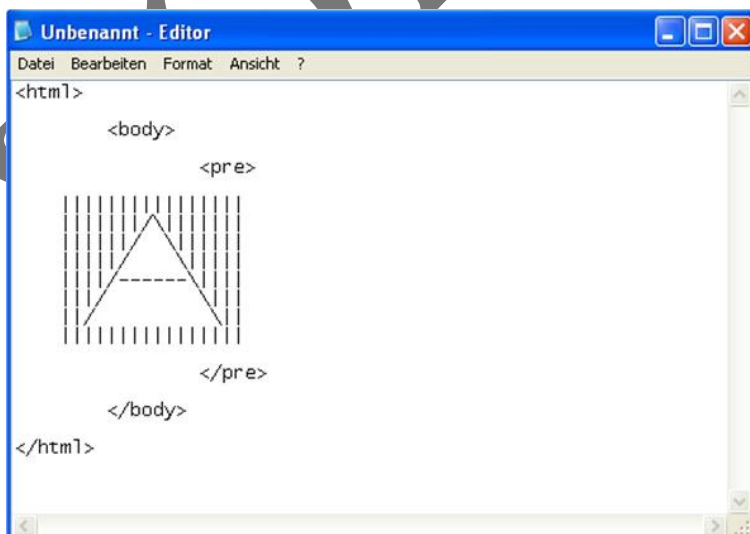 Unbenannt - Editor
Datei Bearbeiten Format Ansicht ?
<html>
<body>
<pre>
||||||||||||||||
|||||||/\|||||||
||||||/  \||||||
|||||/    \|||||
||||/------\||||
|||/        \|||
||/          \||
||||||||||||||||
</pre>
</body>
</html>